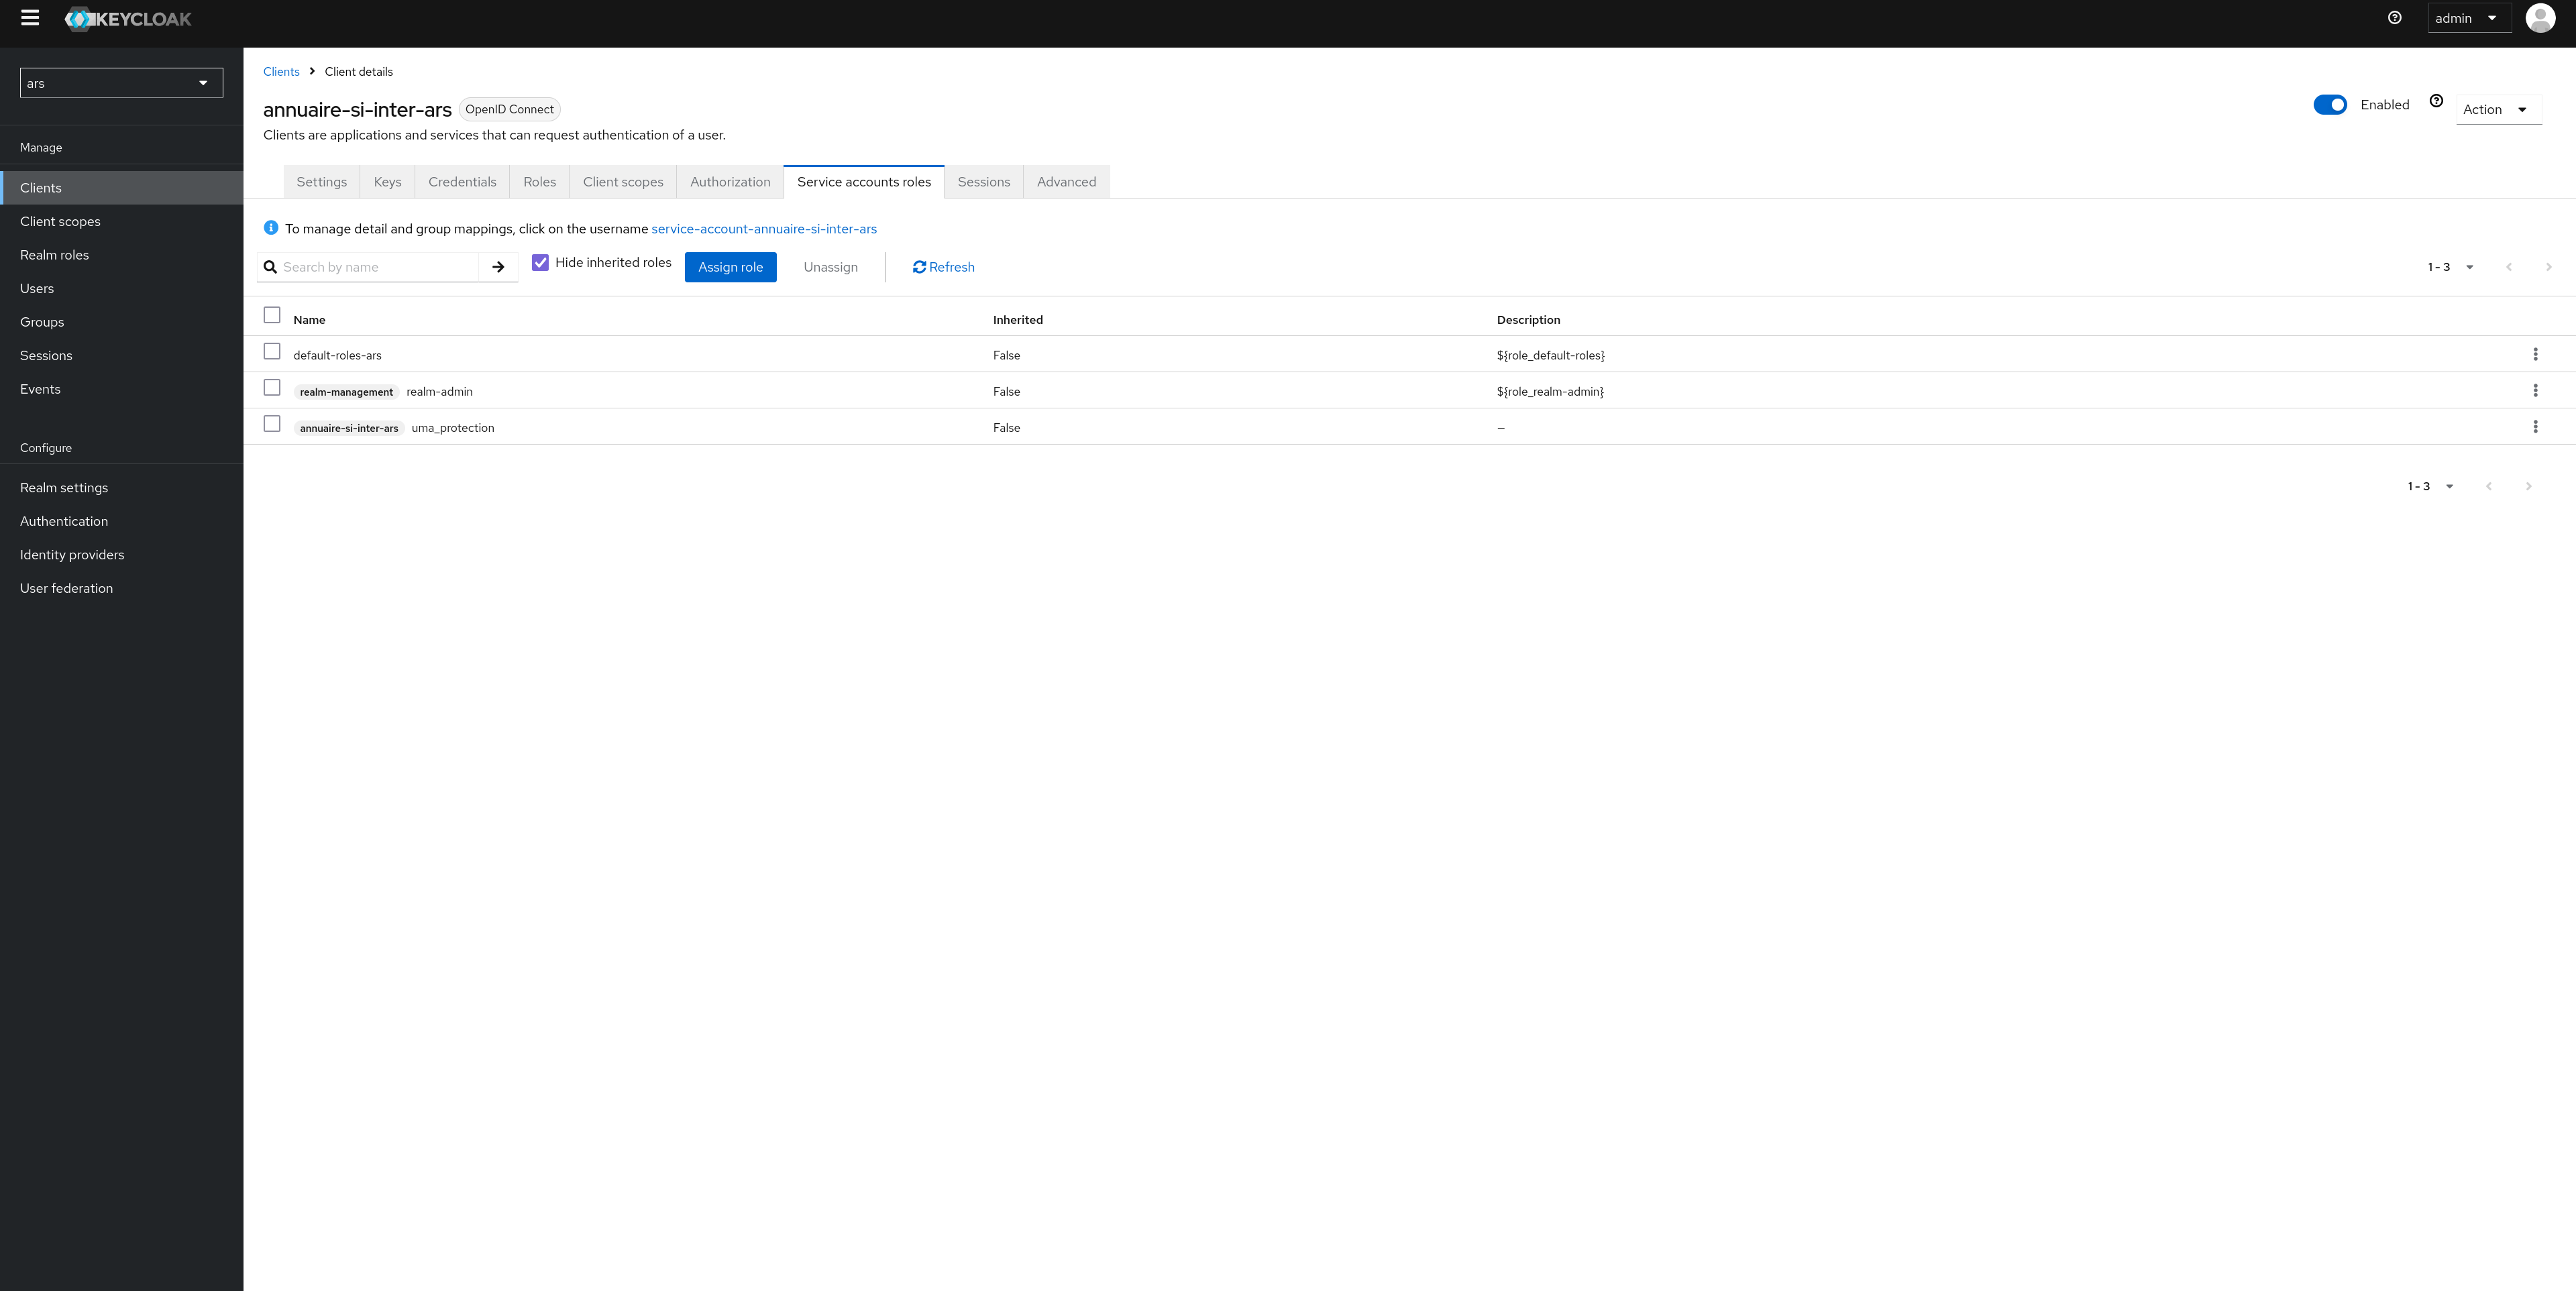 KEYCLOAK
admin
ars
Manage
Clients
Client scopes
Realm roles
Users
Groups
Sessions
Events
Configure
Realm settings
Authentication
Identity providers
User federation
Clients > Client details
annuaire-si-inter-ars OpenID Connect
Enabled Action
Clients are applications and services that can request authentication of a user.
Settings Keys Credentials Roles Client scopes Authorization Service accounts roles Sessions Advanced
To manage detail and group mappings, click on the username service-account-annuaire-si-inter-ars
Search by name Hide inherited roles Assign role Unassign Refresh 1 - 3
Name Inherited Description
default-roles-ars False ${role_default-roles}
realm-management realm-admin False ${role_realm-admin}
annuaire-si-inter-ars uma_protection False —
1 - 3